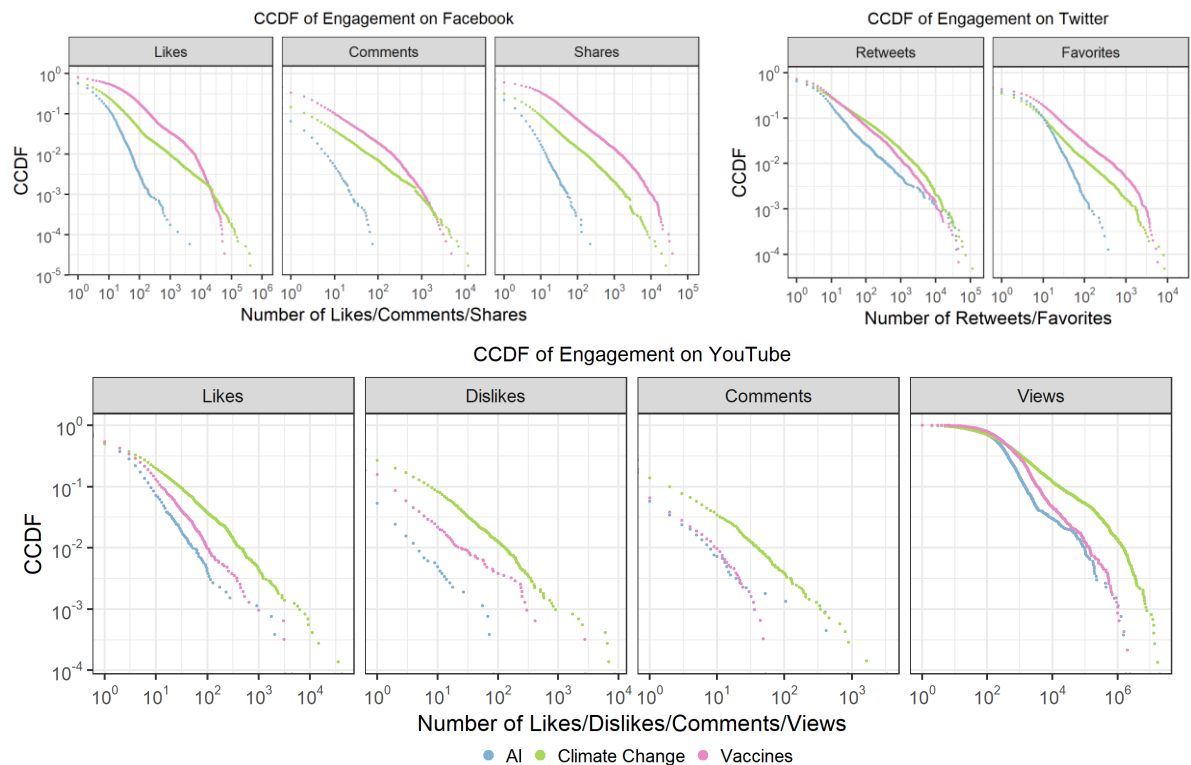 CCDF of Engagement on Facebook
Likes Comments Shares
CCDF
10^0
10^-1
10^-2
10^-3
10^-4
10^-5
10^0 10^1 10^2 10^3 10^4 10^5 10^6 10^0 10^1 10^2 10^3 10^4 10^0 10^1 10^2 10^3 10^4 10^5
Number of Likes/Comments/Shares
CCDF of Engagement on Twitter
Retweets Favorites
CCDF
10^0
10^-1
10^-2
10^-3
10^-4
10^0 10^1 10^2 10^3 10^4 10^5 10^0 10^1 10^2 10^3 10^4
Number of Retweets/Favorites
CCDF of Engagement on YouTube
Likes Dislikes Comments Views
CCDF
10^0
10^-1
10^-2
10^-3
10^-4
10^0 10^1 10^2 10^3 10^4 10^0 10^1 10^2 10^3 10^4 10^0 10^1 10^2 10^3 10^0 10^2 10^4 10^6
Number of Likes/Dislikes/Comments/Views
AI Climate Change Vaccines